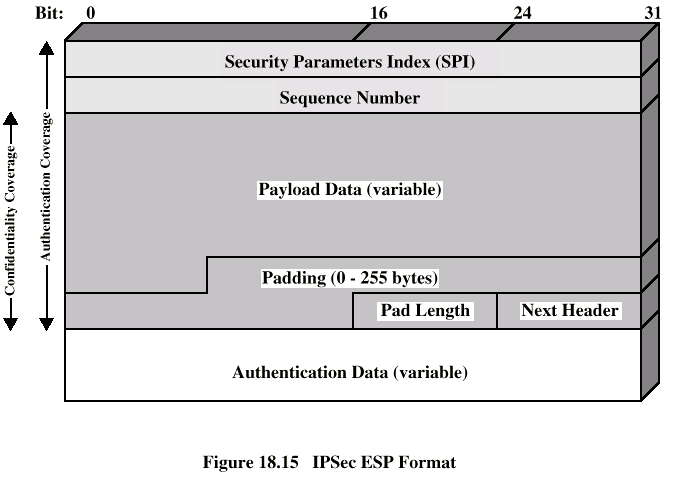 Bit: 0 16 24 31
Security Parameters Index (SPI)
Sequence Number
Confidentiality Coverage
Authentication Coverage
Payload Data (variable)
Padding (0 - 255 bytes)
Pad Length
Next Header
Authentication Data (variable)
Figure 18.15 IPSec ESP Format